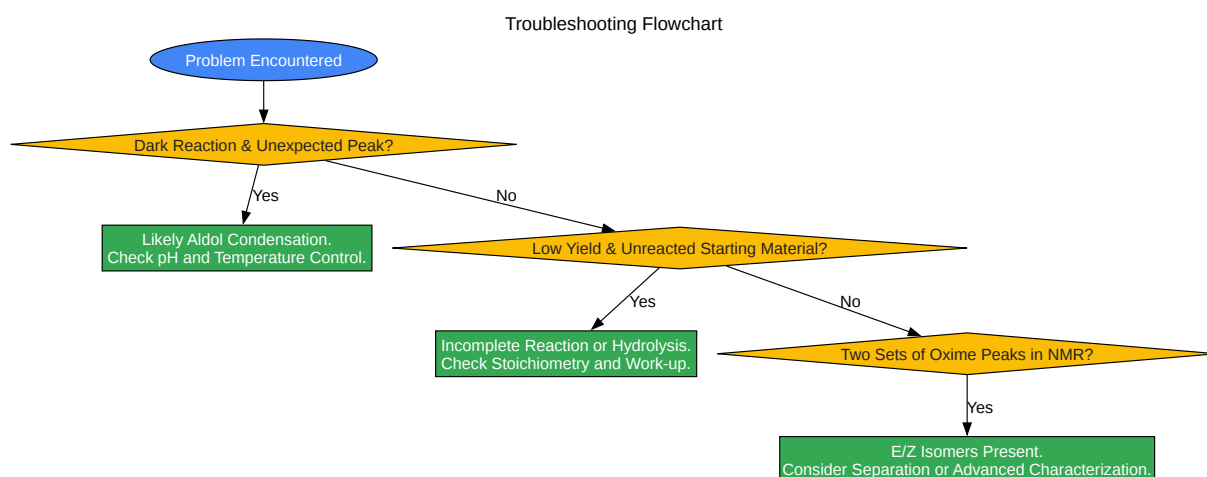 Troubleshooting Flowchart
Problem Encountered
Dark Reaction & Unexpected Peak?
Yes
No
Likely Aldol Condensation.
Check pH and Temperature Control.
Low Yield & Unreacted Starting Material?
Yes
No
Incomplete Reaction or Hydrolysis.
Check Stoichiometry and Work-up.
Two Sets of Oxime Peaks in NMR?
Yes
E/Z Isomers Present.
Consider Separation or Advanced Characterization.